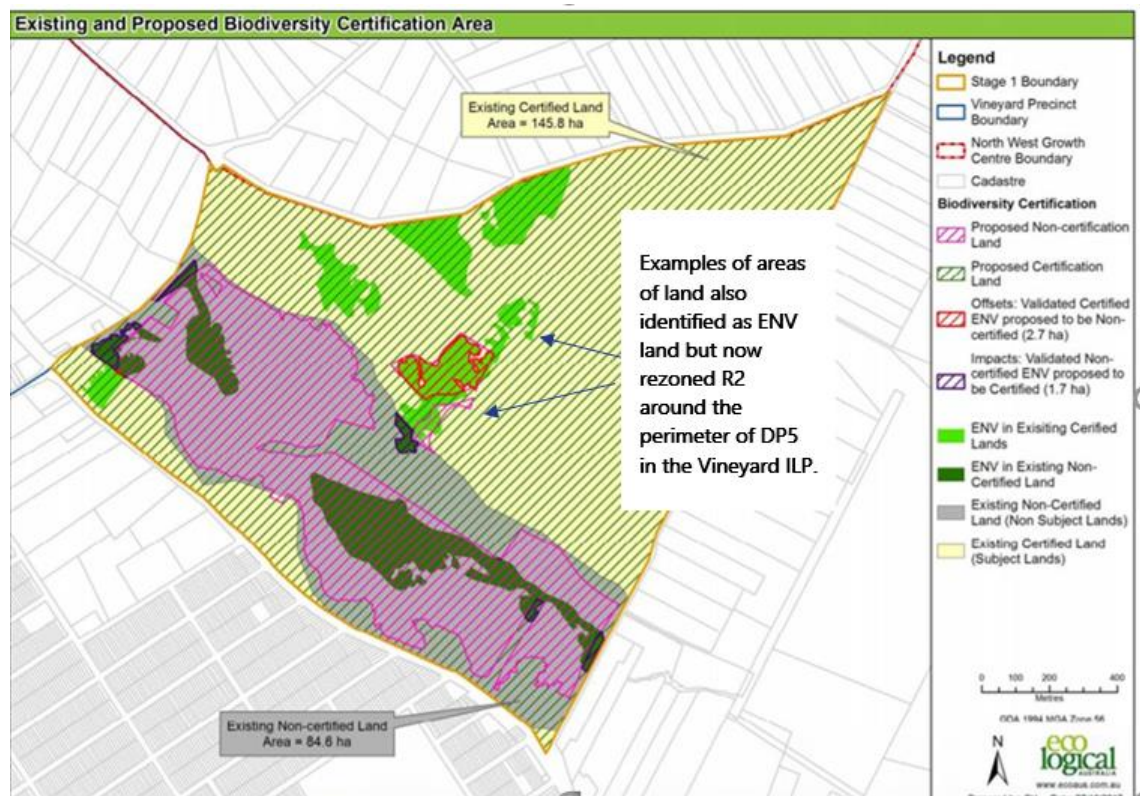 Existing and Proposed Biodiversity Certification Area
Existing Certified Land
Area = 145.8 ha
Examples of areas
of land also
identified as ENV
land but now
rezoned R2
around the
perimeter of DP5
in the Vineyard ILP.
Existing Non-certified Land
Area = 84.6 ha
Legend
Stage 1 Boundary
Vineyard Precinct
Boundary
North West Growth
Centre Boundary
Cadastre
Biodiversity Certification
Proposed Non-certification
Land
Proposed Certification
Land
Offsets: Validated Certified
ENV proposed to be Non-
certified (2.7 ha)
Impacts: Validated Non-
certified ENV proposed to
be Certified (1.7 ha)
ENV in Exisiting Cerified
Lands
ENV in Existing Non-
Certified Land
Existing Non-Certified
Land (Non Subject Lands)
Existing Certified Land
(Subject Lands)
0 100 200 400
Metres
GDA 1994 MGA Zone 56
N
eco
logical
AUSTRALIA
www.ecoaus.com.au